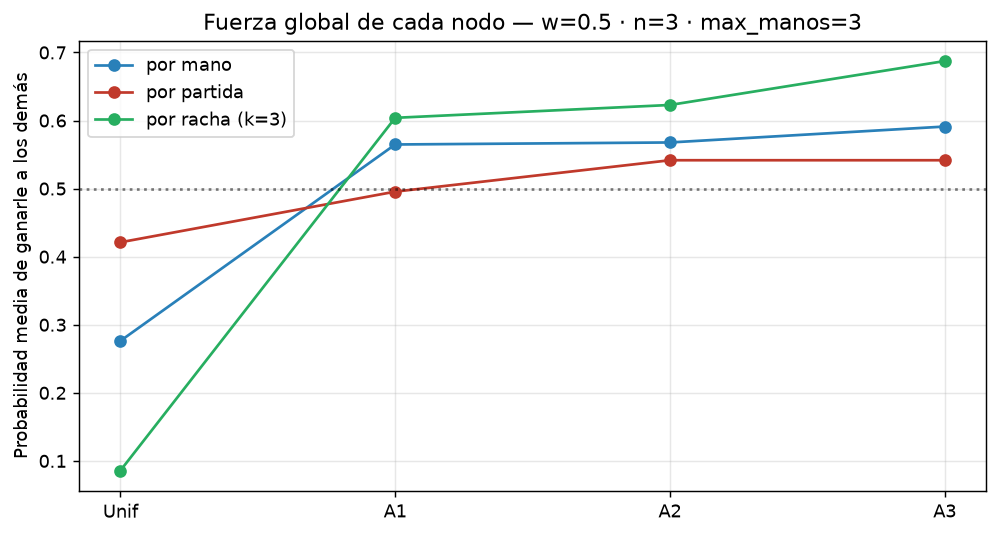 Fuerza global de cada nodo — w=0.5 · n=3 · max_manos=3
Probabilidad media de ganarle a los demás
0.7
0.6
0.5
0.4
0.3
0.2
0.1
por mano
por partida
por racha (k=3)
Unif
A1
A2
A3